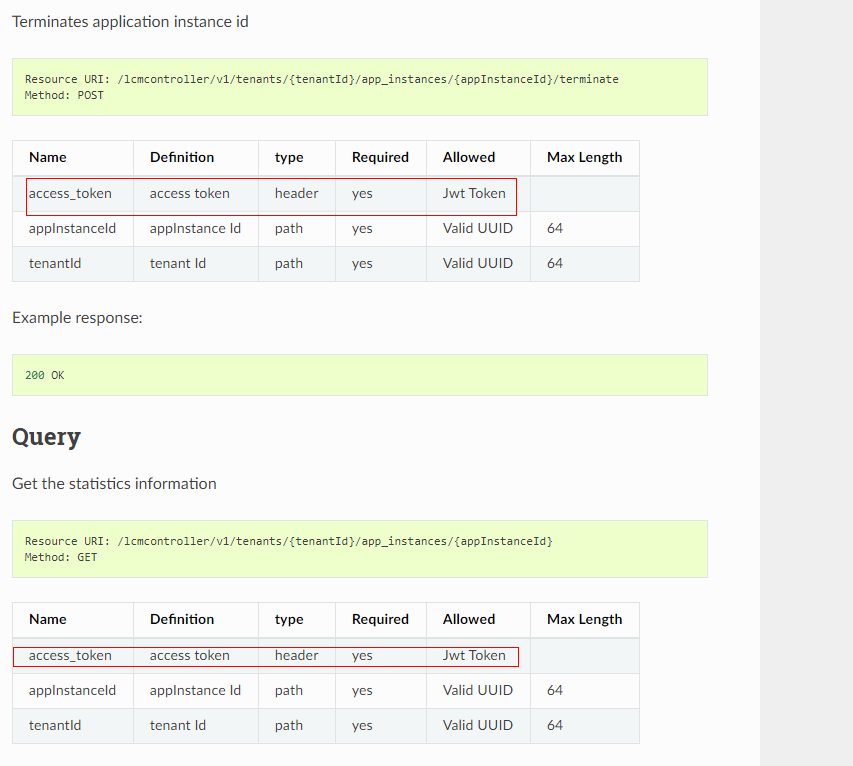 Terminates application instance id
Resource URI: /lcmcontroller/v1/tenants/{tenantId}/app_instances/{appInstanceId}/terminate
Method: POST
Name Definition type Required Allowed Max Length
access_token access token header yes Jwt Token
appInstanceId appInstance Id path yes Valid UUID 64
tenantId tenant Id path yes Valid UUID 64
Example response:
200 OK
Query
Get the statistics information
Resource URI: /lcmcontroller/v1/tenants/{tenantId}/app_instances/{appInstanceId}
Method: GET
Name Definition type Required Allowed Max Length
access_token access token header yes Jwt Token
appInstanceId appInstance Id path yes Valid UUID 64
tenantId tenant Id path yes Valid UUID 64